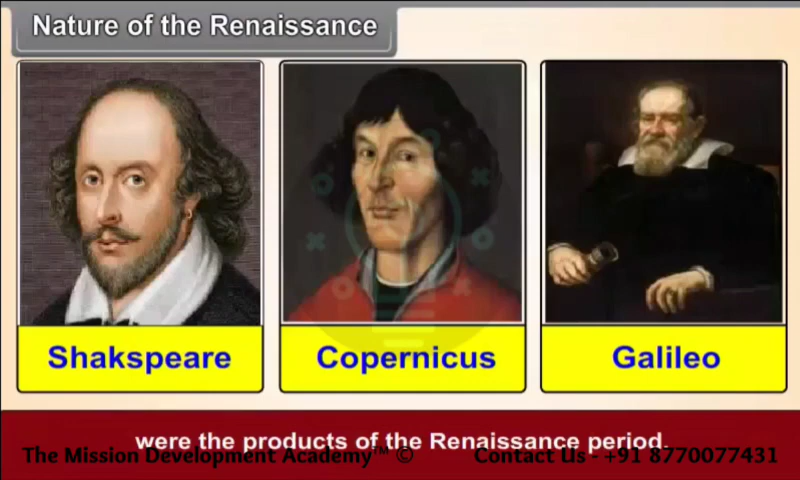 Nature of the Renaissance
Shakspeare
Copernicus
Galileo
were the products of the Renaissance period.
The Mission Development Academy™ © Contact Us - +91 8770077431